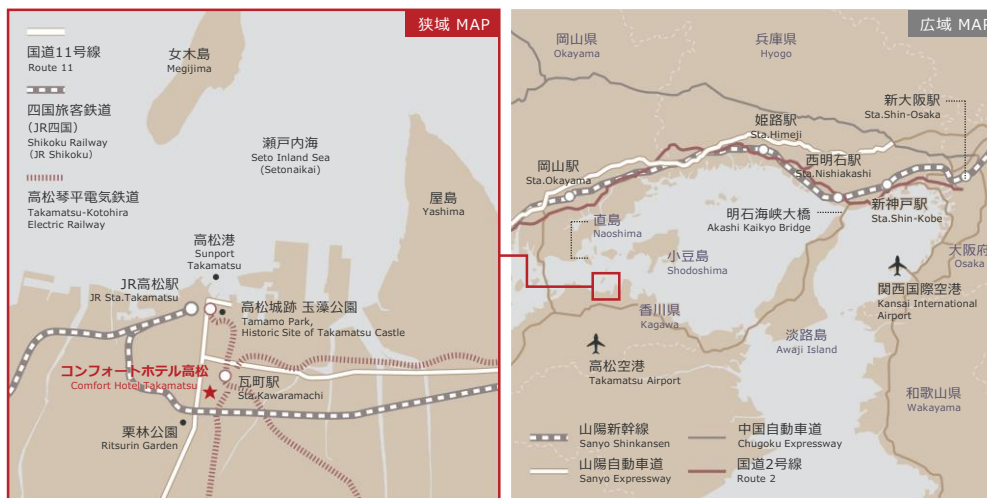 狭域 MAP
国道11号線
Route 11
四国旅客鉄道
(JR四国)
Shikoku Railway
(JR Shikoku)
高松琴平電気鉄道
Takamatsu-Kotohira
Electric Railway
女木島
Megijima
瀬戸内海
Seto Inland Sea
(Setonaikai)
屋島
Yashima
高松港
Sunport
Takamatsu
JR高松駅
JR Sta.Takamatsu
高松城跡 玉藻公園
Tamamo Park,
Historic Site of Takamatsu Castle
コンフォートホテル高松
Comfort Hotel Takamatsu
瓦町駅
Sta.Kawaramachi
栗林公園
Ritsurin Garden
広域 MAP
岡山県
Okayama
兵庫県
Hyogo
新大阪駅
Sta.Shin-Osaka
姫路駅
Sta.Himeji
岡山駅
Sta.Okayama
西明石駅
Sta.Nishiakashi
新神戸駅
Sta.Shin-Kobe
明石海峡大橋
Akashi Kaikyo Bridge
直島
Naoshima
小豆島
Shodoshima
大阪府
Osaka
関西国際空港
Kansai International
Airport
香川県
Kagawa
淡路島
Awaji Island
高松空港
Takamatsu Airport
和歌山県
Wakayama
山陽新幹線
Sanyo Shinkansen
中国自動車道
Chugoku Expressway
山陽自動車道
Sanyo Expressway
国道2号線
Route 2